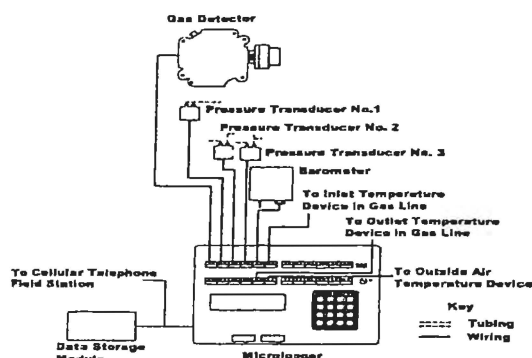 Gas Detector
Pressure Transducer No.1
Pressure Transducer No. 2
Pressure Transducer No. 3
Barometer
To Inlet Temperature
Device in Gas Line
To Outlet Temperature
Device in Gas Line
To Cellular Telephone
Field Station
To Outside Air
Temperature Device
Key
Tubing
Wiring
Data Storage
Module
Micrologger